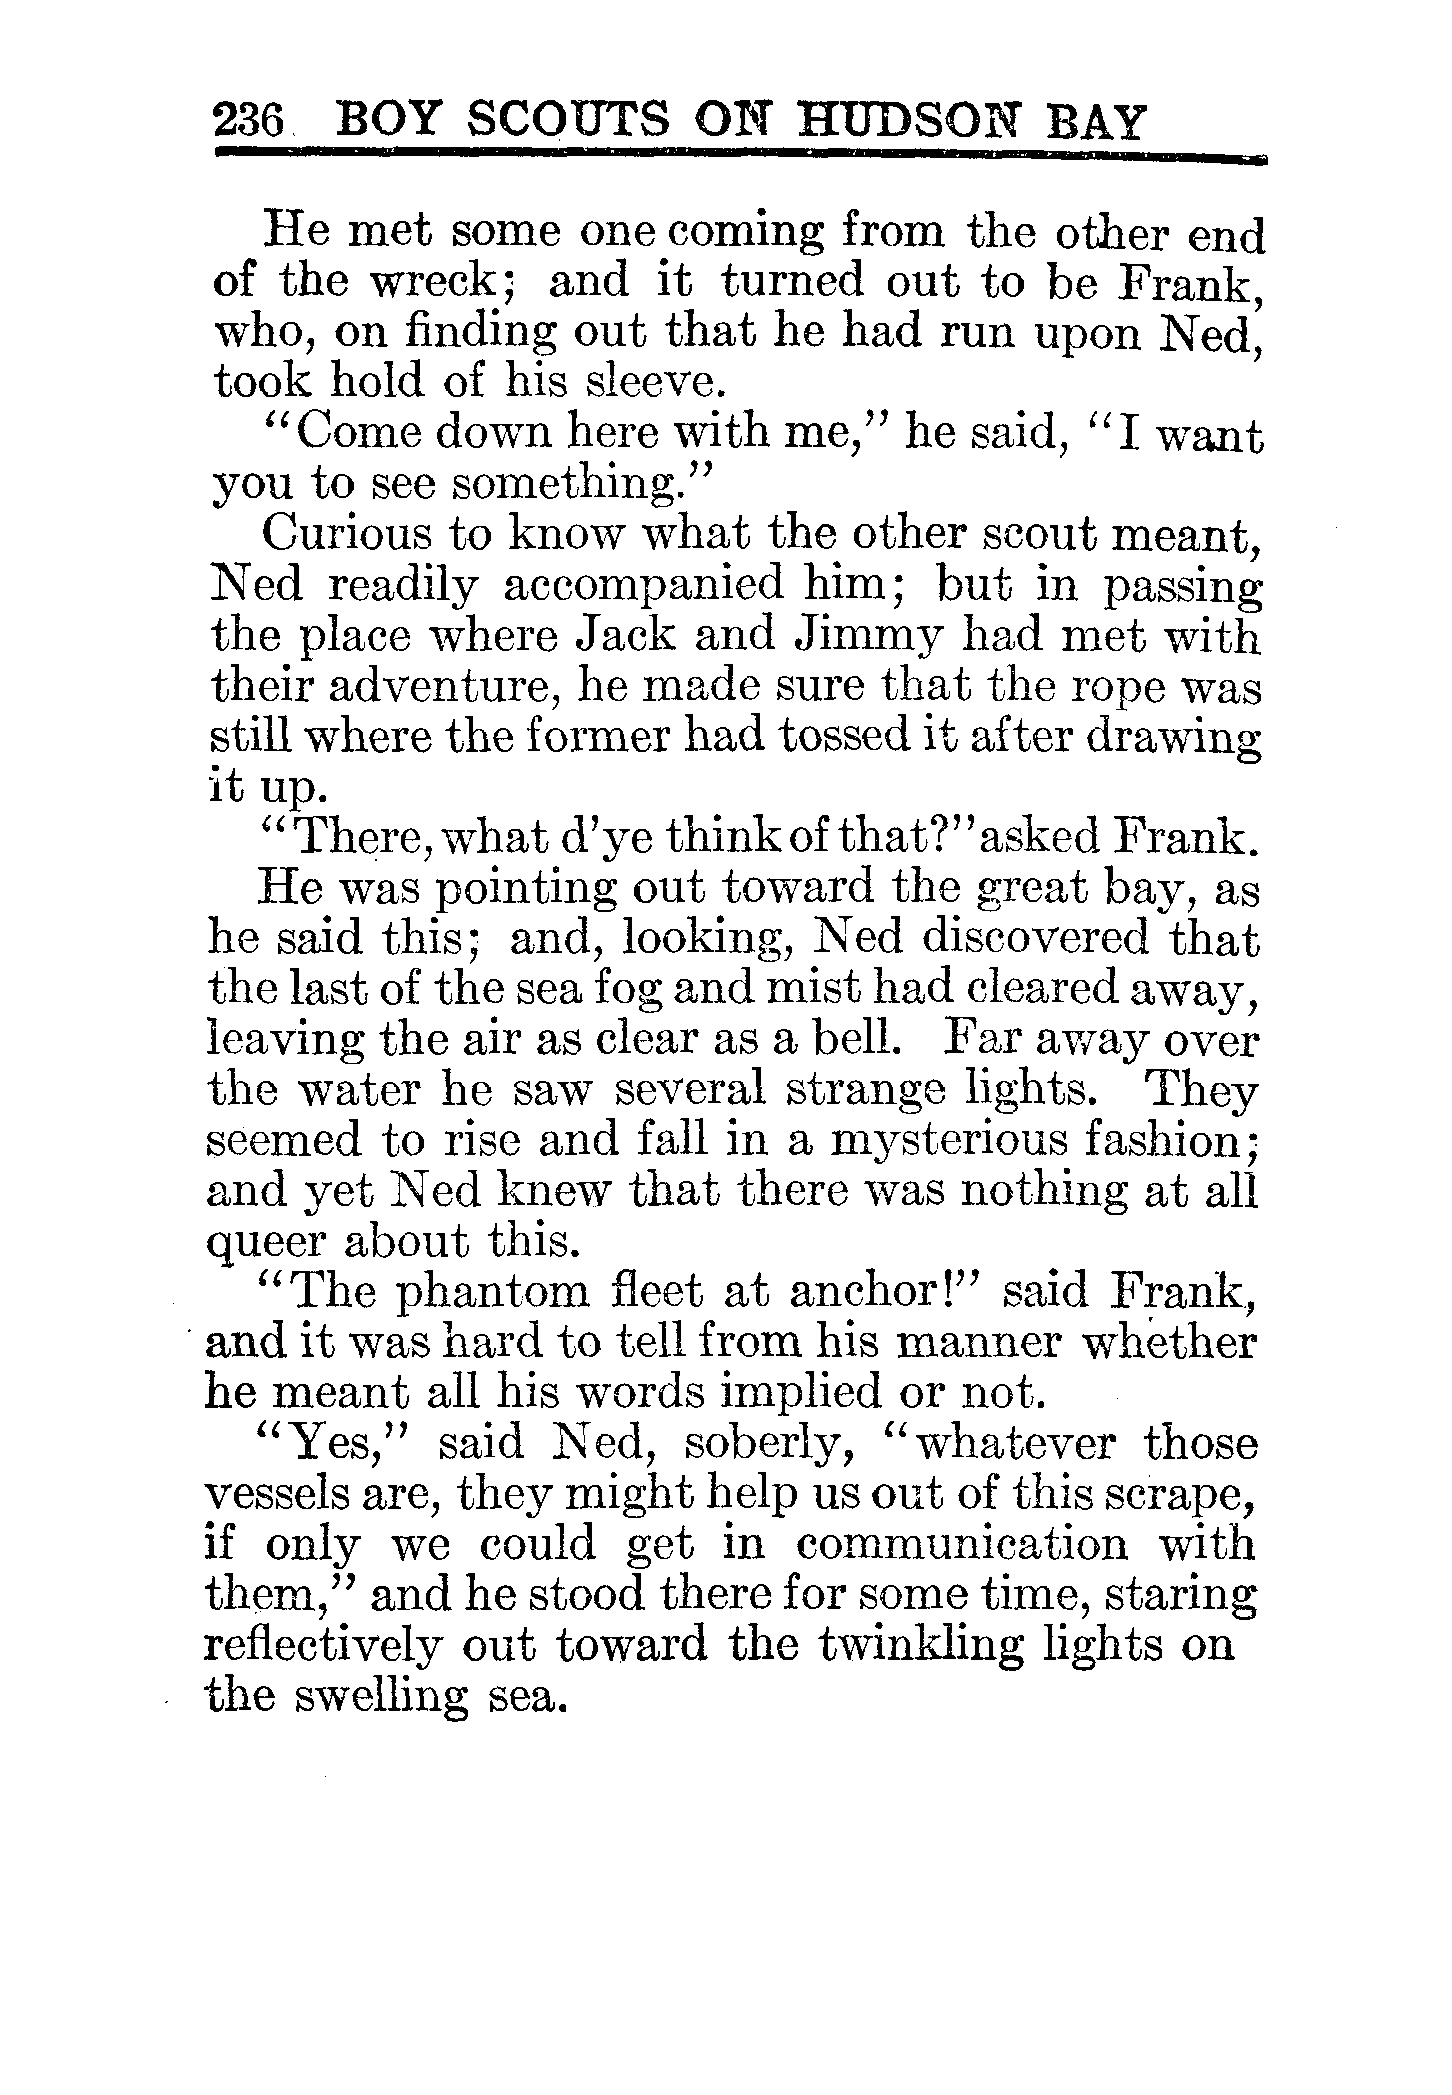 236 BOY SCOUTS ON HUDSON BAY
He met some one coming from the other end
of the wreck; and it turned out to be Frank,
who, on finding out that he had run upon Ned,
took hold of his sleeve.
“Come down here with me,” he said, “I want
you to see something.”
Curious to know what the other scout meant,
Ned readily accompanied him; but in passing
the place where Jack and Jimmy had met with
their adventure, he made sure that the rope was
still where the former had tossed it after drawing
it up.
“There, what d’ye think of that?” asked Frank.
He was pointing out toward the great bay, as
he said this; and, looking, Ned discovered that
the last of the sea fog and mist had cleared away,
leaving the air as clear as a bell. Far away over
the water he saw several strange lights. They
seemed to rise and fall in a mysterious fashion;
and yet Ned knew that there was nothing at all
queer about this.
“The phantom fleet at anchor!” said Frank,
and it was hard to tell from his manner whether
he meant all his words implied or not.
“Yes,” said Ned, soberly, “whatever those
vessels are, they might help us out of this scrape,
if only we could get in communication with
them,” and he stood there for some time, staring
reflectively out toward the twinkling lights on
the swelling sea.